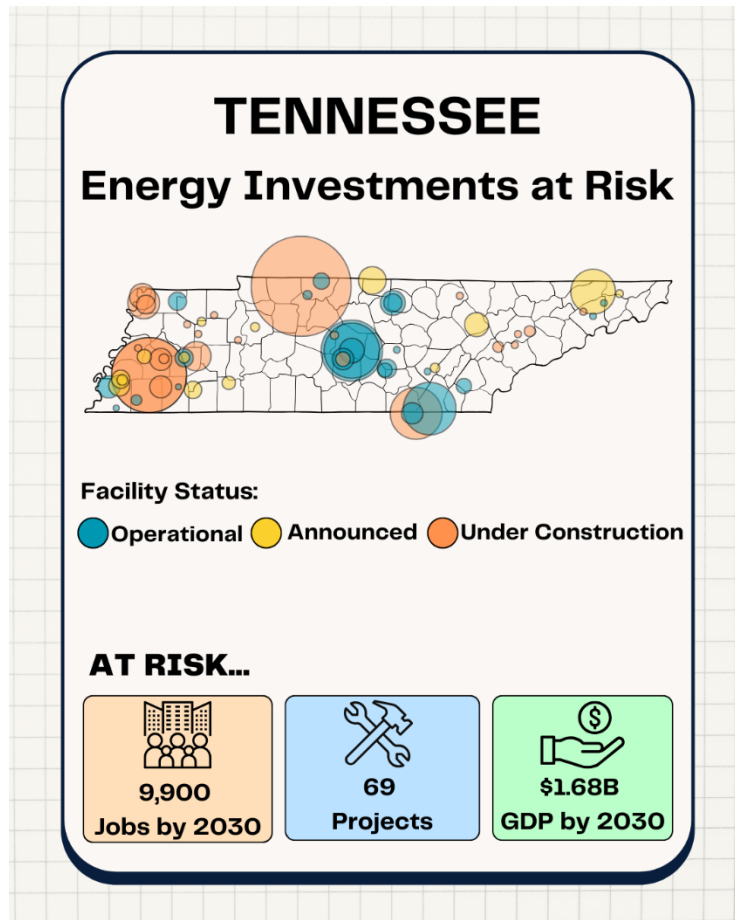 TENNESSEE
Energy Investments at Risk
Facility Status:
Operational Announced Under Construction
AT RISK...
$
9,900
Jobs by 2030
69
Projects
$1.68B
GDP by 2030